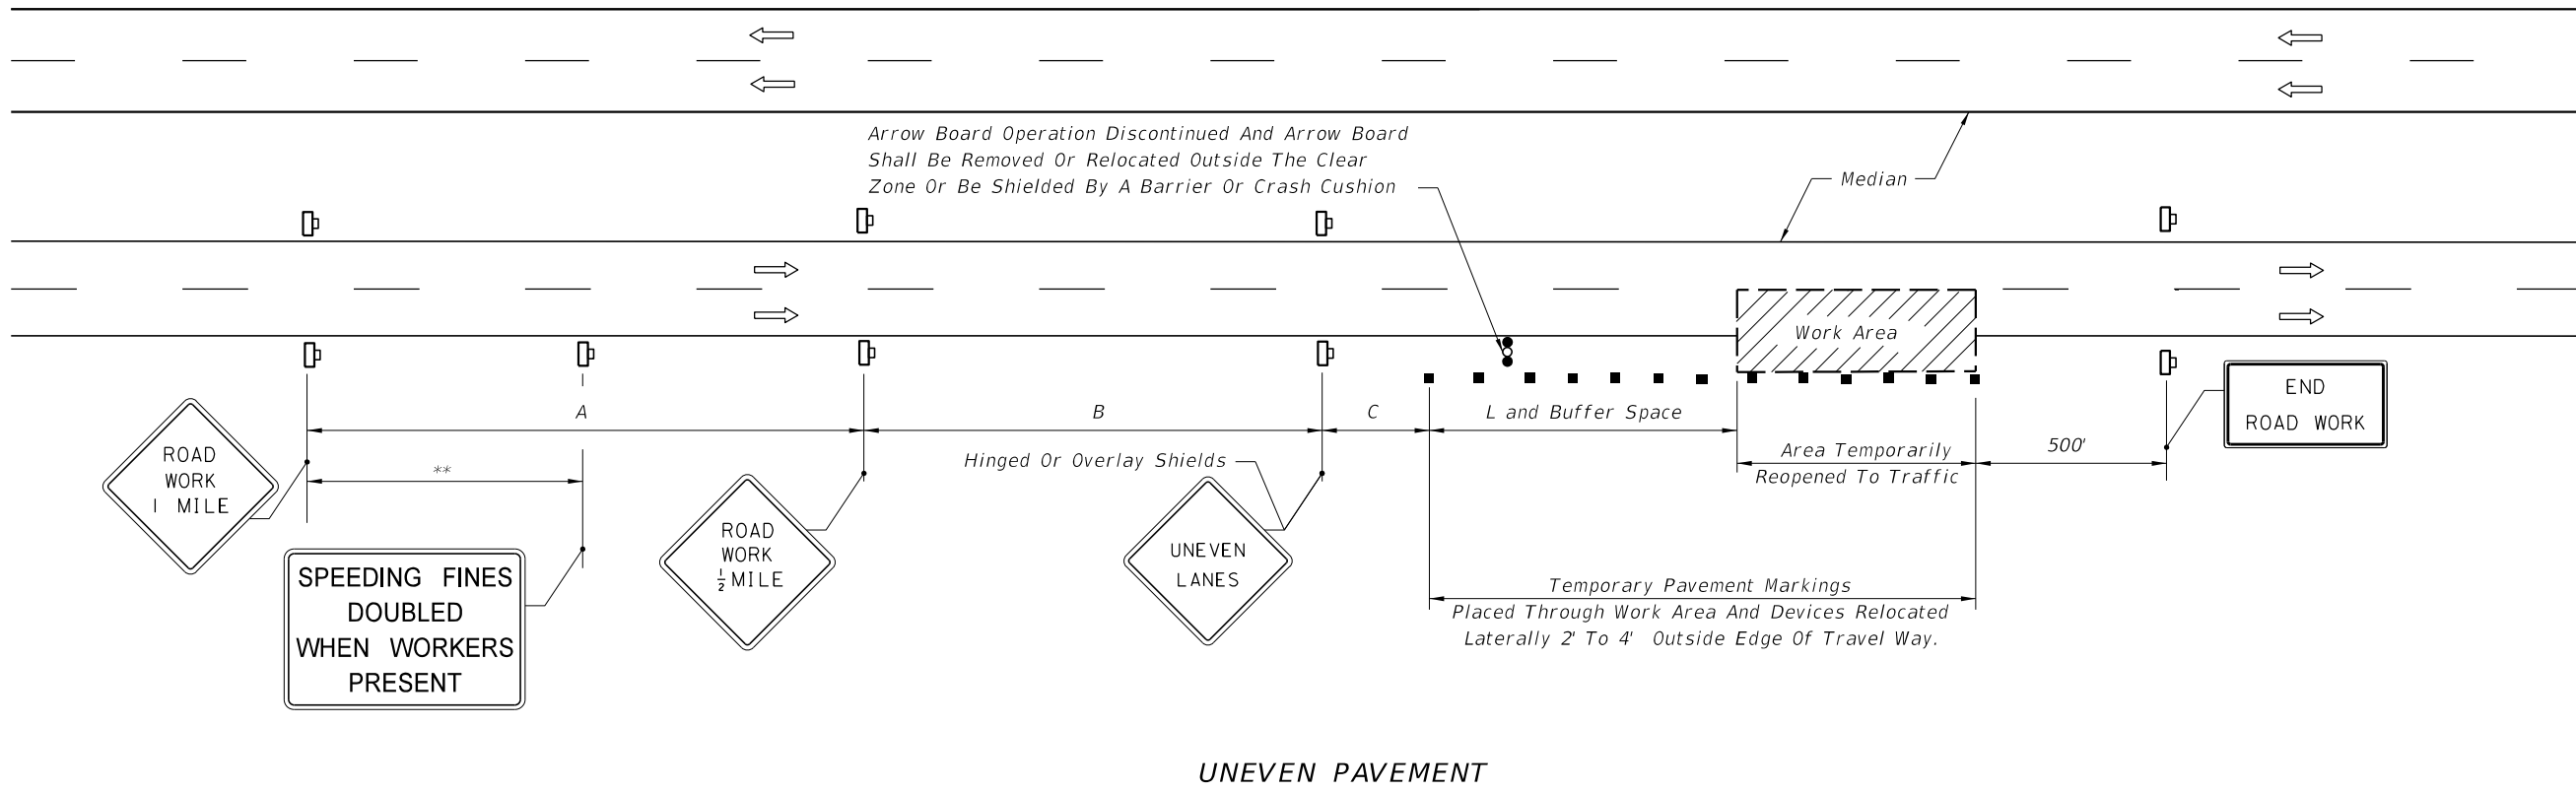 Arrow Board Operation Discontinued And Arrow Board
Shall Be Removed Or Relocated Outside The Clear
Zone Or Be Shielded By A Barrier Or Crash Cushion
Median
Work Area
A
B
C
L and Buffer Space
END
ROAD WORK
ROAD
WORK
1 MILE
**
Hinged Or Overlay Shields
Area Temporarily
Reopened To Traffic
500'
SPEEDING FINES
DOUBLED
WHEN WORKERS
PRESENT
ROAD
WORK
1/2 MILE
UNEVEN
LANES
Temporary Pavement Markings
Placed Through Work Area And Devices Relocated
Laterally 2' To 4' Outside Edge Of Travel Way.
UNEVEN PAVEMENT